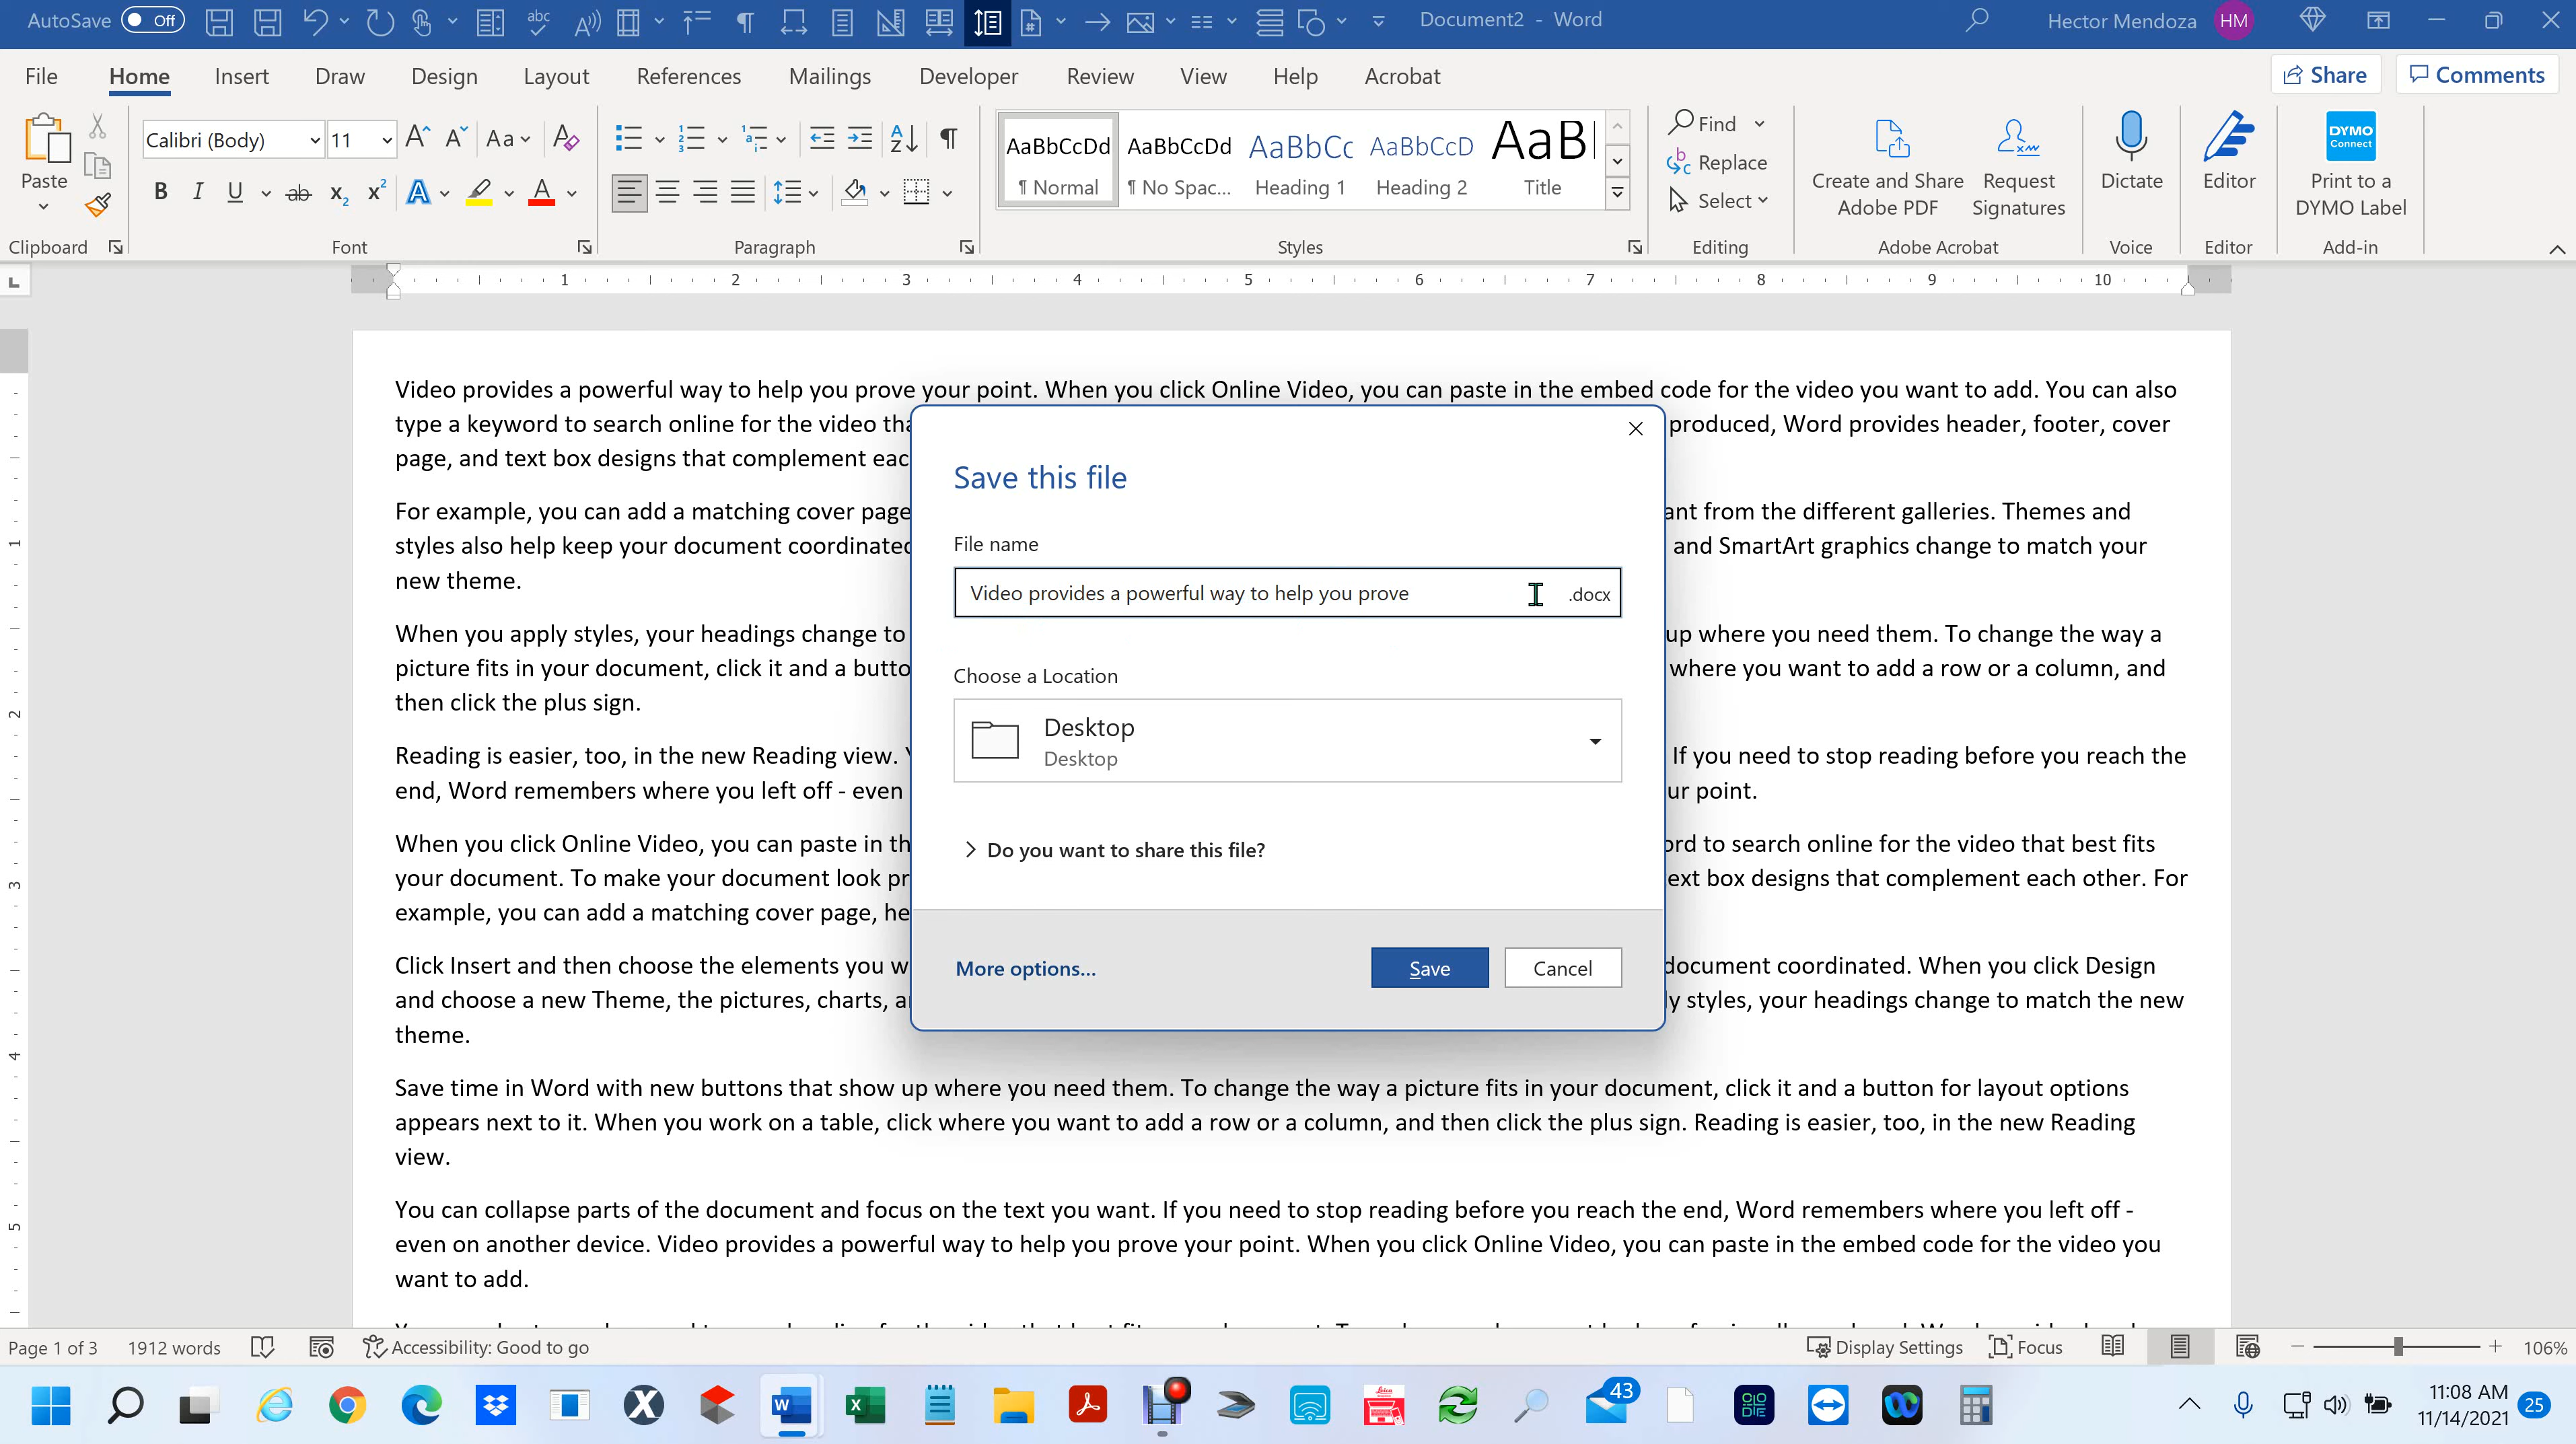 AutoSave Off Document2 - Word Hector Mendoza HM
File Home Insert Draw Design Layout References Mailings Developer Review View Help Acrobat Share Comments
Paste Calibri (Body) 11 AaBbCcDd AaBbCcDd AaBbCc AaBbCcD AaB
¶ Normal ¶ No Spac... Heading 1 Heading 2 Title
Find
Replace
Select
Create and Share Adobe PDF
Request Signatures
Dictate
Editor
DYMO Connect
Print to a DYMO Label
Clipboard Font Paragraph Styles Editing Adobe Acrobat Voice Editor Add-in
1 2 3 4 5 6 7 8 9 10
Video provides a powerful way to help you prove your point. When you click Online Video, you can paste in the embed code for the video you want to add. You can also
type a keyword to search online for the video tha produced, Word provides header, footer, cover
page, and text box designs that complement eac
For example, you can add a matching cover page ant from the different galleries. Themes and
styles also help keep your document coordinated and SmartArt graphics change to match your
new theme.
When you apply styles, your headings change to up where you need them. To change the way a
picture fits in your document, click it and a butto where you want to add a row or a column, and
then click the plus sign.
Reading is easier, too, in the new Reading view. Y If you need to stop reading before you reach the
end, Word remembers where you left off - even ur point.
When you click Online Video, you can paste in th ord to search online for the video that best fits
your document. To make your document look pr ext box designs that complement each other. For
example, you can add a matching cover page, he
Click Insert and then choose the elements you w document coordinated. When you click Design
and choose a new Theme, the pictures, charts, a ly styles, your headings change to match the new
theme.
Save time in Word with new buttons that show up where you need them. To change the way a picture fits in your document, click it and a button for layout options
appears next to it. When you work on a table, click where you want to add a row or a column, and then click the plus sign. Reading is easier, too, in the new Reading
view.
You can collapse parts of the document and focus on the text you want. If you need to stop reading before you reach the end, Word remembers where you left off -
even on another device. Video provides a powerful way to help you prove your point. When you click Online Video, you can paste in the embed code for the video you
want to add.
Save this file
File name
Video provides a powerful way to help you prove .docx
Choose a Location
Desktop
Desktop
Do you want to share this file?
More options... Save Cancel
1
2
3
4
5
Page 1 of 3 1912 words Accessibility: Good to go Display Settings Focus 106%
43
11:08 AM
11/14/2021 25